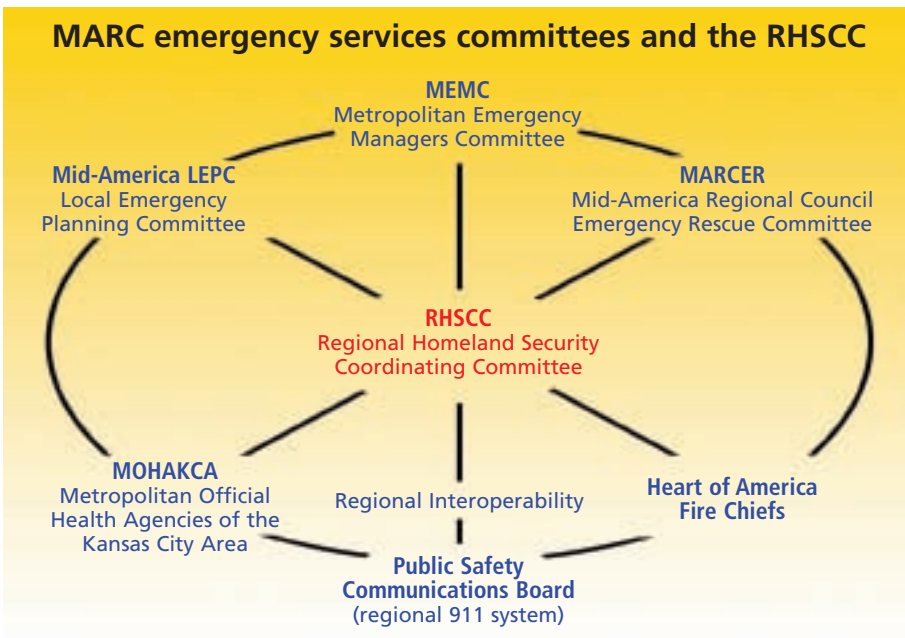 MARC emergency services committees and the RHSCC
MEMC
Metropolitan Emergency
Managers Committee
Mid-America LEPC
Local Emergency
Planning Committee
MARCER
Mid-America Regional Council
Emergency Rescue Committee
RHSCC
Regional Homeland Security
Coordinating Committee
MOHAKCA
Metropolitan Official
Health Agencies of the
Kansas City Area
Regional Interoperability
Heart of America
Fire Chiefs
Public Safety
Communications Board
(regional 911 system)